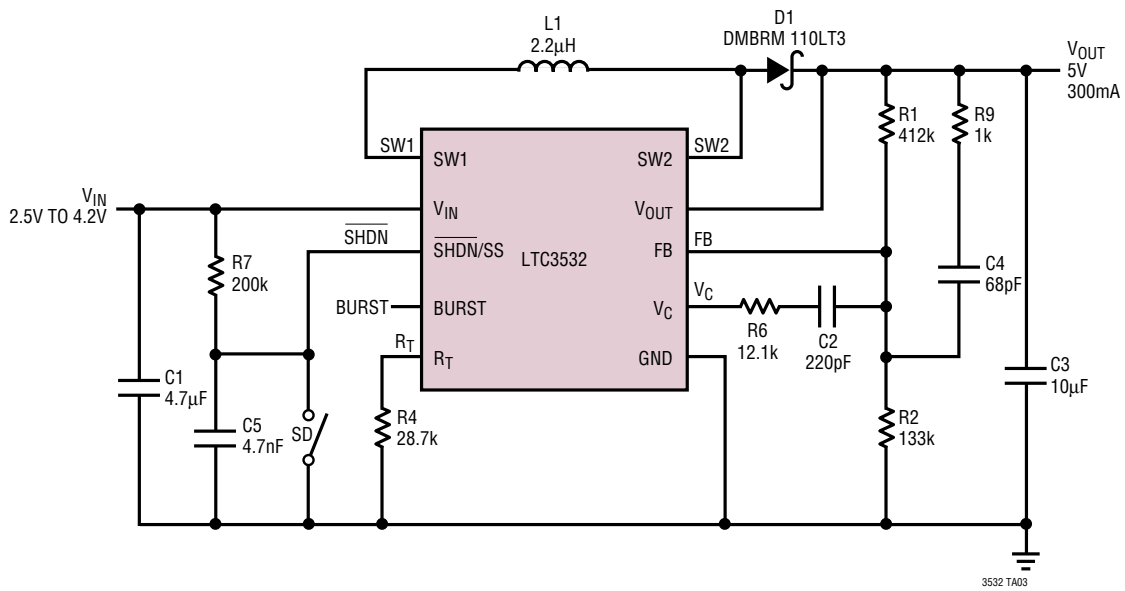 L1
2.2µH
D1
DMBRM 110LT3
VOUT
5V
300mA
R1
412k
R9
1k
SW1
SW1
SW2
SW2
VIN
2.5V TO 4.2V
VIN
VOUT
SHDN
SHDN/SS
LTC3532
FB
FB
R7
200k
C4
68pF
BURST
BURST
VC
VC
R6
12.1k
C2
220pF
RT
RT
GND
C1
4.7µF
C3
10µF
C5
4.7nF
SD
R4
28.7k
R2
133k
3532 TA03